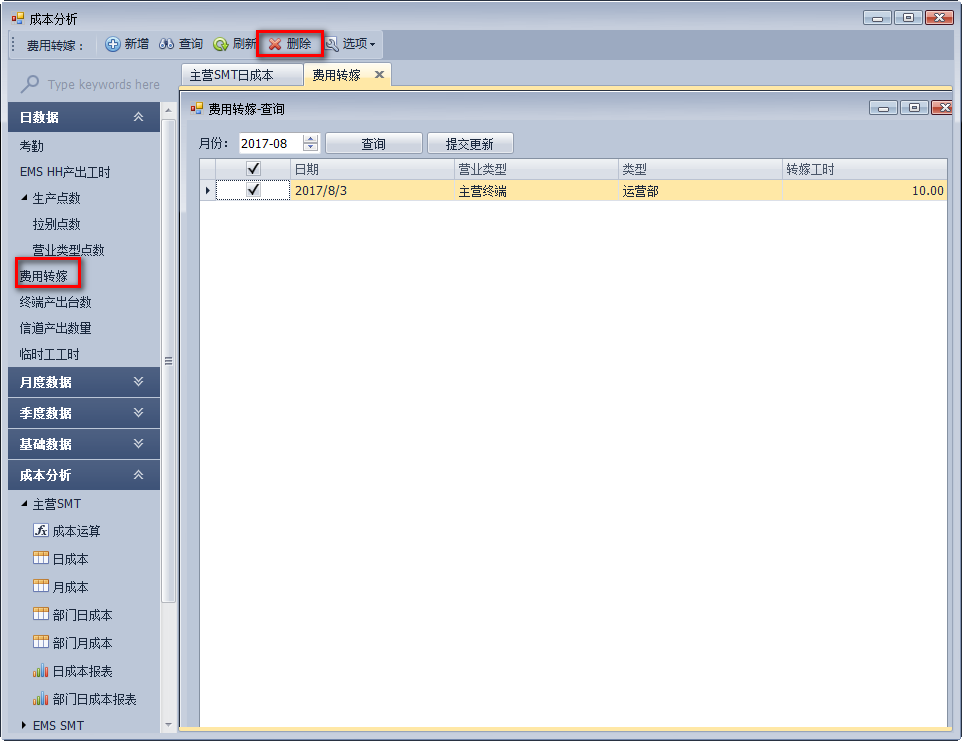 成本分析
费用转嫁： 新增 查询 刷新 删除 选项
Type keywords here
主营SMT日成本 费用转嫁
日数据
考勤
EMS HH产出工时
生产点数
拉别点数
营业类型点数
费用转嫁
终端产出台数
信道产出数量
临时工工时
月度数据
季度数据
基础数据
成本分析
主营SMT
成本运算
日成本
月成本
部门日成本
部门月成本
日成本报表
部门日成本报表
EMS SMT
费用转嫁-查询
月份： 2017-08 查询 提交更新
日期 营业类型 类型 转嫁工时
2017/8/3 主营终端 运营部 10.00